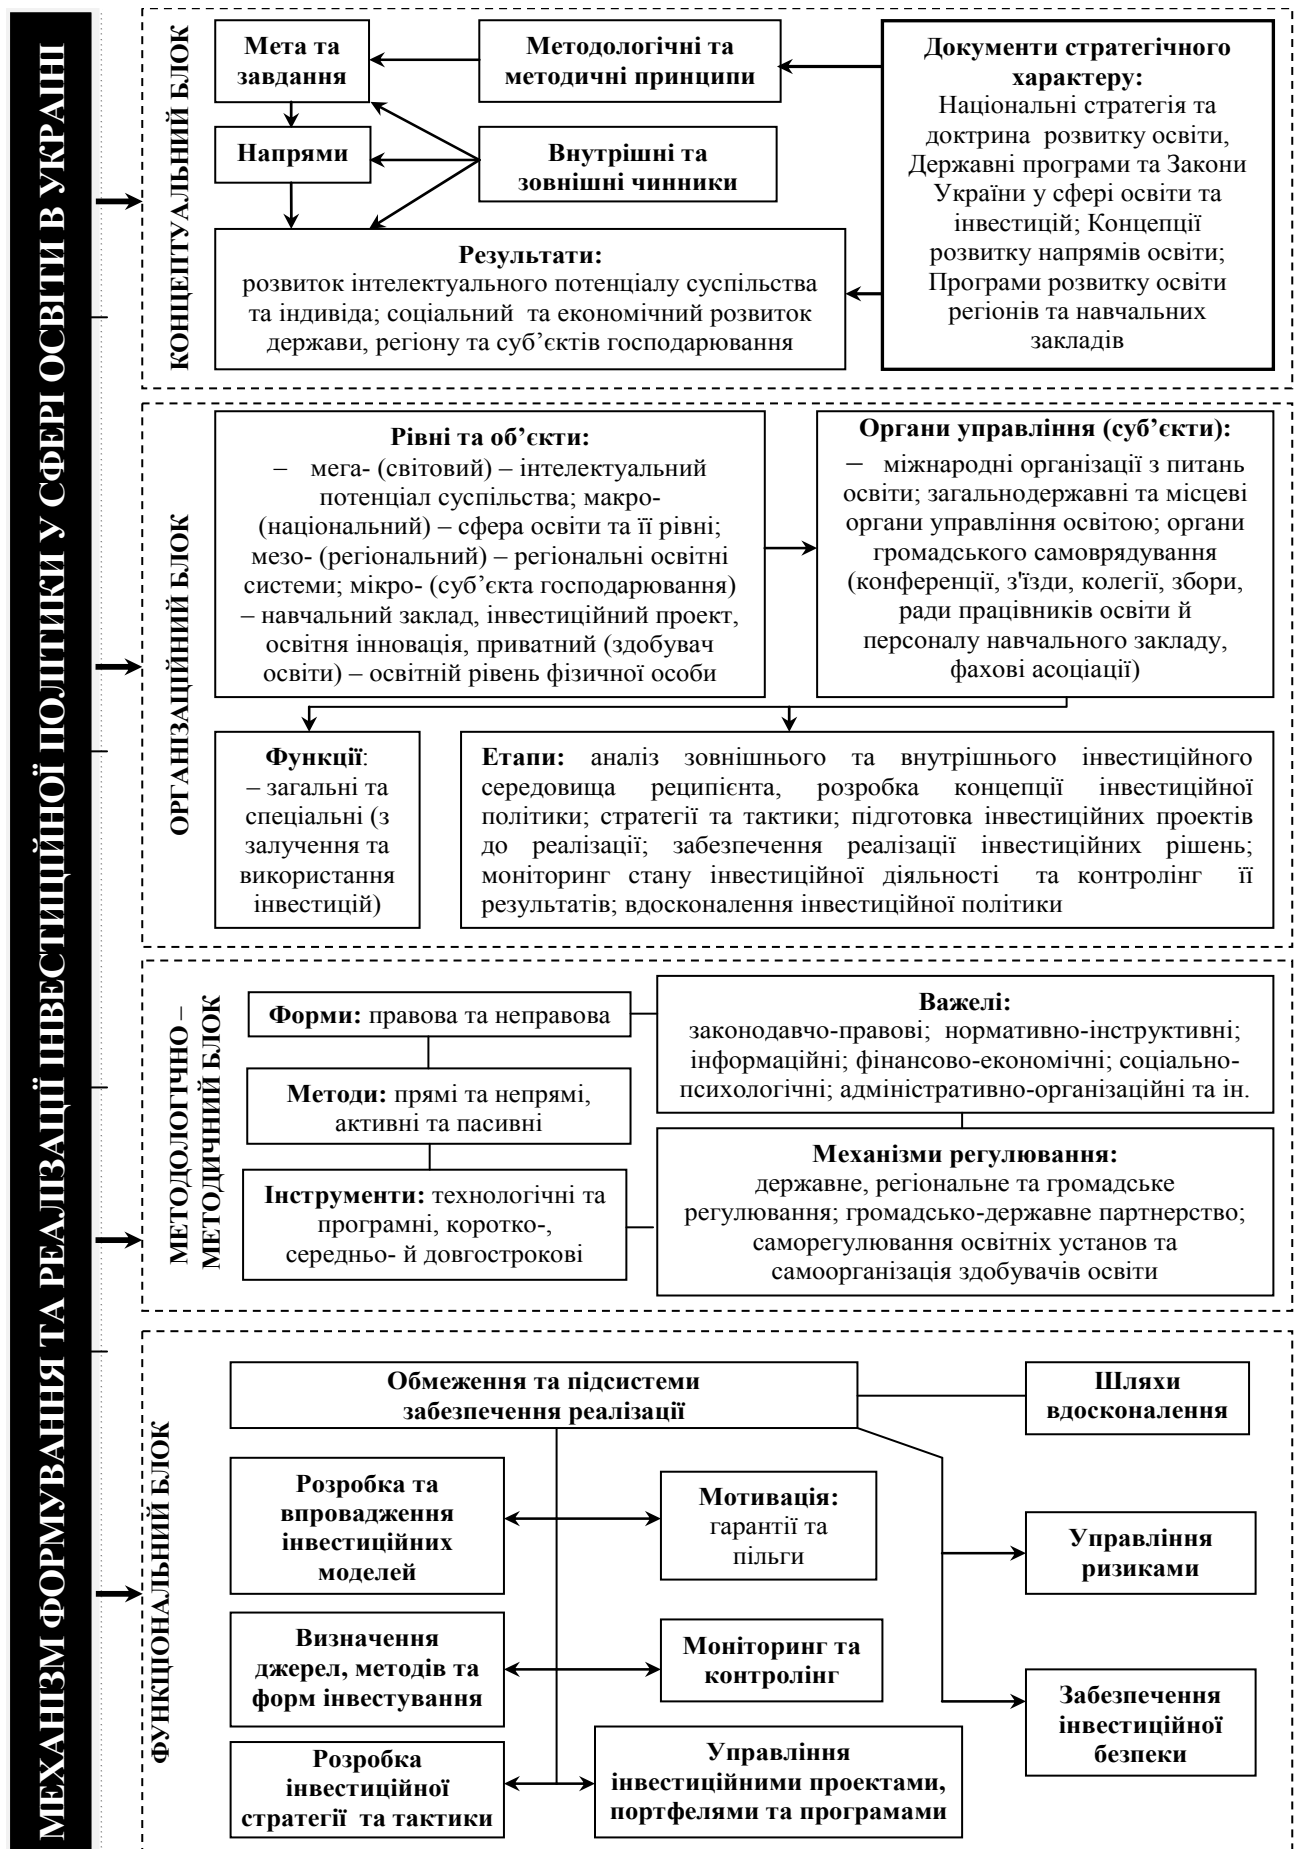 МЕХАНІЗМ ФОРМУВАННЯ ТА РЕАЛІЗАЦІЇ ІНВЕСТИЦІЙНОЇ ПОЛІТИКИ У СФЕРІ ОСВІТИ В УКРАЇНІ
КОНЦЕПТУАЛЬНИЙ БЛОК
Мета та
завдання
Методологічні та
методичні принципи
Документи стратегічного
характеру:
Національні стратегія та
доктрина розвитку освіти,
Державні програми та Закони
України у сфері освіти та
інвестицій; Концепції
розвитку напрямів освіти;
Програми розвитку освіти
регіонів та навчальних
закладів
Напрями
Внутрішні та
зовнішні чинники
Результати:
розвиток інтелектуального потенціалу суспільства
та індивіда; соціальний та економічний розвиток
держави, регіону та суб’єктів господарювання
ОРГАНІЗАЦІЙНИЙ БЛОК
Рівні та об’єкти:
– мега- (світовий) – інтелектуальний
потенціал суспільства; макро-
(національний) – сфера освіти та її рівні;
мезо- (регіональний) – регіональні освітні
системи; мікро- (суб’єкта господарювання)
– навчальний заклад, інвестиційний проект,
освітня інновація, приватний (здобувач
освіти) – освітній рівень фізичної особи
Органи управління (суб’єкти):
– міжнародні організації з питань
освіти; загальнодержавні та місцеві
органи управління освітою; органи
громадського самоврядування
(конференції, з'їзди, колегії, збори,
ради працівників освіти й
персоналу навчального закладу,
фахові асоціації)
Функції:
– загальні та
спеціальні (з
залучення та
використання
інвестицій)
Етапи: аналіз зовнішнього та внутрішнього інвестиційного
середовища реципієнта, розробка концепції інвестиційної
політики; стратегії та тактики; підготовка інвестиційних проектів
до реалізації; забезпечення реалізації інвестиційних рішень;
моніторинг стану інвестиційної діяльності та контролінг її
результатів; вдосконалення інвестиційної політики
МЕТОДОЛОГІЧНО –
МЕТОДИЧНИЙ БЛОК
Форми: правова та неправова
Методи: прямі та непрямі,
активні та пасивні
Інструменти: технологічні та
програмні, коротко-,
середньо- й довгострокові
Важелі:
законодавчо-правові; нормативно-інструктивні;
інформаційні; фінансово-економічні; соціально-
психологічні; адміністративно-організаційні та ін.
Механізми регулювання:
державне, регіональне та громадське
регулювання; громадсько-державне партнерство;
саморегулювання освітніх установ та
самоорганізація здобувачів освіти
ФУНКЦІОНАЛЬНИЙ БЛОК
Обмеження та підсистеми
забезпечення реалізації
Шляхи
вдосконалення
Розробка та
впровадження
інвестиційних
моделей
Мотивація:
гарантії та
пільги
Управління
ризиками
Визначення
джерел, методів та
форм інвестування
Моніторинг та
контролінг
Забезпечення
інвестиційної
безпеки
Розробка
інвестиційної
стратегії та тактики
Управління
інвестиційними проектами,
портфелями та програмами